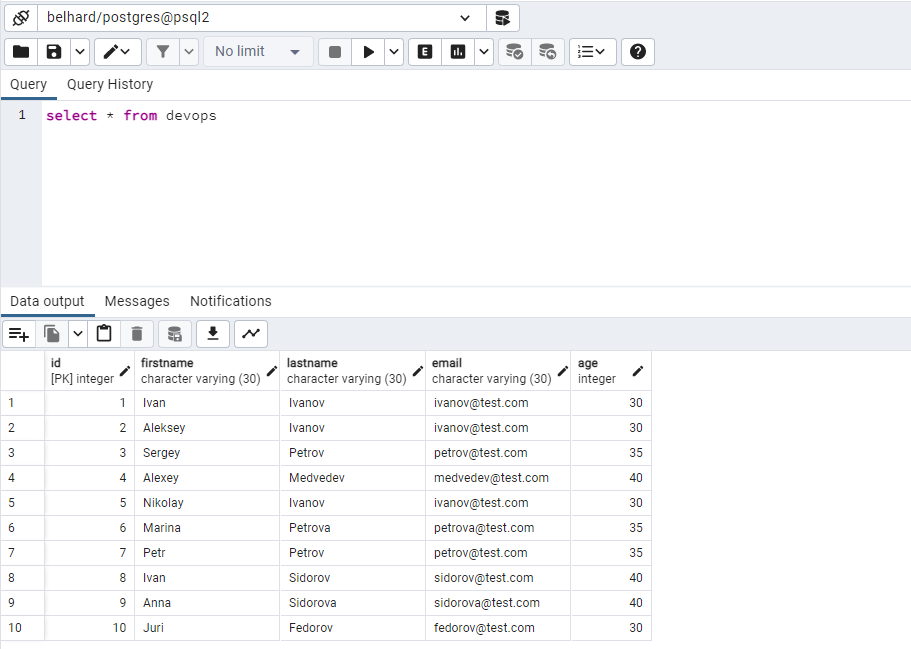 belhard/postgres@psql2
No limit
E
Query Query History
1 select * from devops
Data output Messages Notifications
id firstname lastname email age
[PK] integer character varying (30) character varying (30) character varying (30) integer
1 1 Ivan Ivanov ivanov@test.com 30
2 2 Aleksey Ivanov ivanov@test.com 30
3 3 Sergey Petrov petrov@test.com 35
4 4 Alexey Medvedev medvedev@test.com 40
5 5 Nikolay Ivanov ivanov@test.com 30
6 6 Marina Petrova petrova@test.com 35
7 7 Petr Petrov petrov@test.com 35
8 8 Ivan Sidorov sidorov@test.com 40
9 9 Anna Sidorova sidorova@test.com 40
10 10 Juri Fedorov fedorov@test.com 30